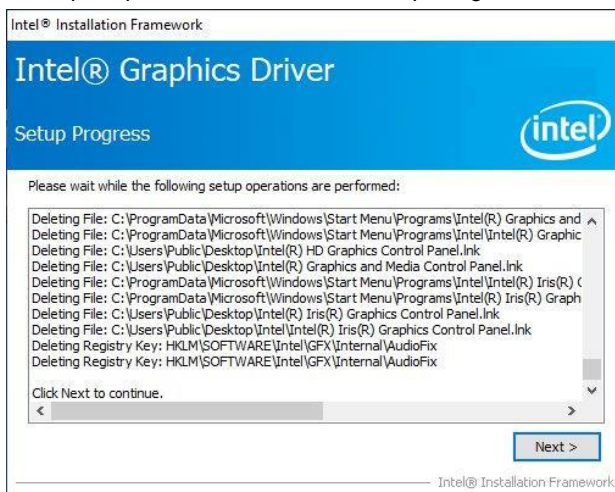 Intel® Installation Framework
Intel® Graphics Driver
Setup Progress
intel
Please wait while the following setup operations are performed:
Deleting File: C:\ProgramData\Microsoft\Windows\Start Menu\Programs\Intel(R) Graphics and
Deleting File: C:\ProgramData\Microsoft\Windows\Start Menu\Programs\Intel\Intel(R) Graphic
Deleting File: C:\Users\Public\Desktop\Intel(R) HD Graphics Control Panel.lnk
Deleting File: C:\Users\Public\Desktop\Intel(R) Graphics and Media Control Panel.lnk
Deleting File: C:\ProgramData\Microsoft\Windows\Start Menu\Programs\Intel\Intel(R) Iris(R) G
Deleting File: C:\ProgramData\Microsoft\Windows\Start Menu\Programs\Intel(R) Iris(R) Graph
Deleting File: C:\Users\Public\Desktop\Intel(R) Iris(R) Graphics Control Panel.lnk
Deleting File: C:\Users\Public\Desktop\Intel\Intel(R) Iris(R) Graphics Control Panel.lnk
Deleting Registry Key: HKLM\SOFTWARE\Intel\GFX\Internal\AudioFix
Deleting Registry Key: HKLM\SOFTWARE\Intel\GFX\Internal\AudioFix
Click Next to continue.
Next >
Intel® Installation Framework